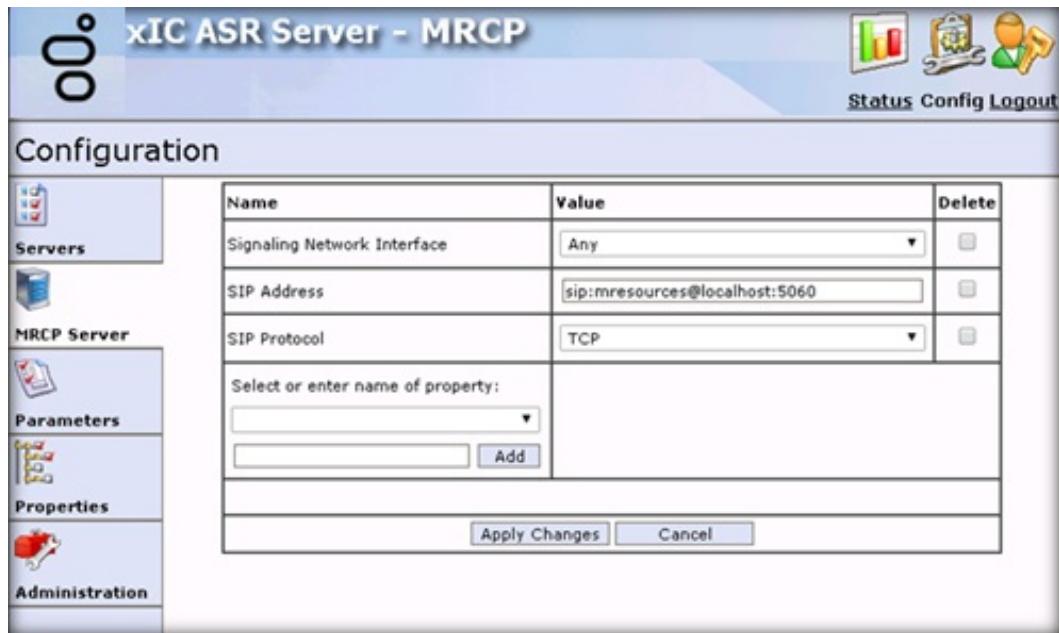 xIC ASR Server - MRCP
Status Config Logout
Configuration
Servers
MRCP Server
Parameters
Properties
Administration
Name Value Delete
Signaling Network Interface Any
SIP Address sip:mresources@localhost:5060
SIP Protocol TCP
Select or enter name of property:
Add
Apply Changes Cancel